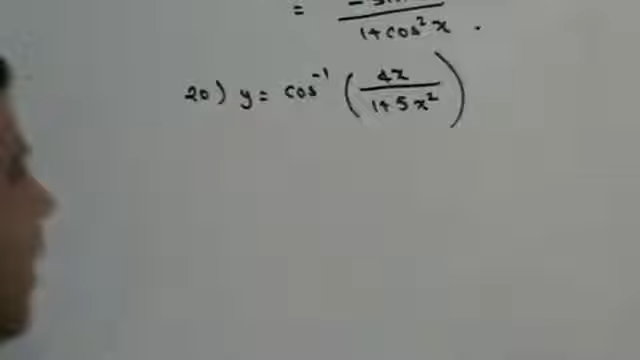 = -
1+cos²x .
20) y = cos⁻¹ (4x / 1+5x²)